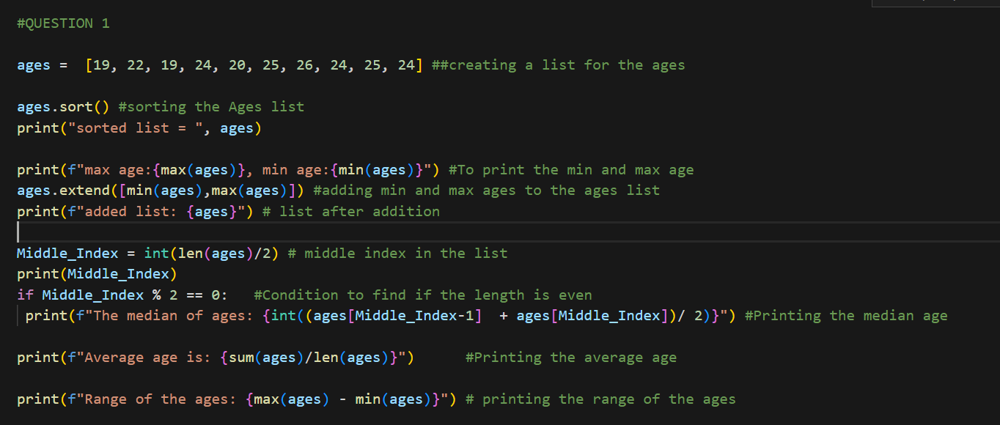 #QUESTION 1
ages =  [19, 22, 19, 24, 20, 25, 26, 24, 25, 24] ##creating a list for the ages
ages.sort() #sorting the Ages list
print("sorted list = ", ages)
print(f"max age:{max(ages)}, min age:{min(ages)}") #To print the min and max age
ages.extend([min(ages),max(ages)]) #adding min and max ages to the ages list
print(f"added list: {ages}") # list after addition
Middle_Index = int(len(ages)/2) # middle index in the list
print(Middle_Index)
if Middle_Index % 2 == 0:   #Condition to find if the length is even
 print(f"The median of ages: {int((ages[Middle_Index-1]  + ages[Middle_Index])/ 2)}") #Printing the median age
print(f"Average age is: {sum(ages)/len(ages)}")      #Printing the average age
print(f"Range of the ages: {max(ages) - min(ages)}") # printing the range of the ages